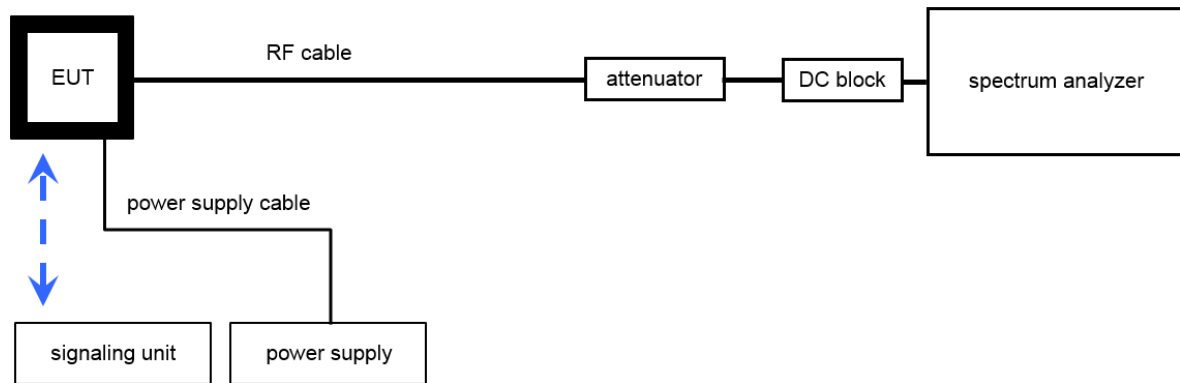 RF cable
EUT
attenuator
DC block
spectrum analyzer
power supply cable
signaling unit
power supply